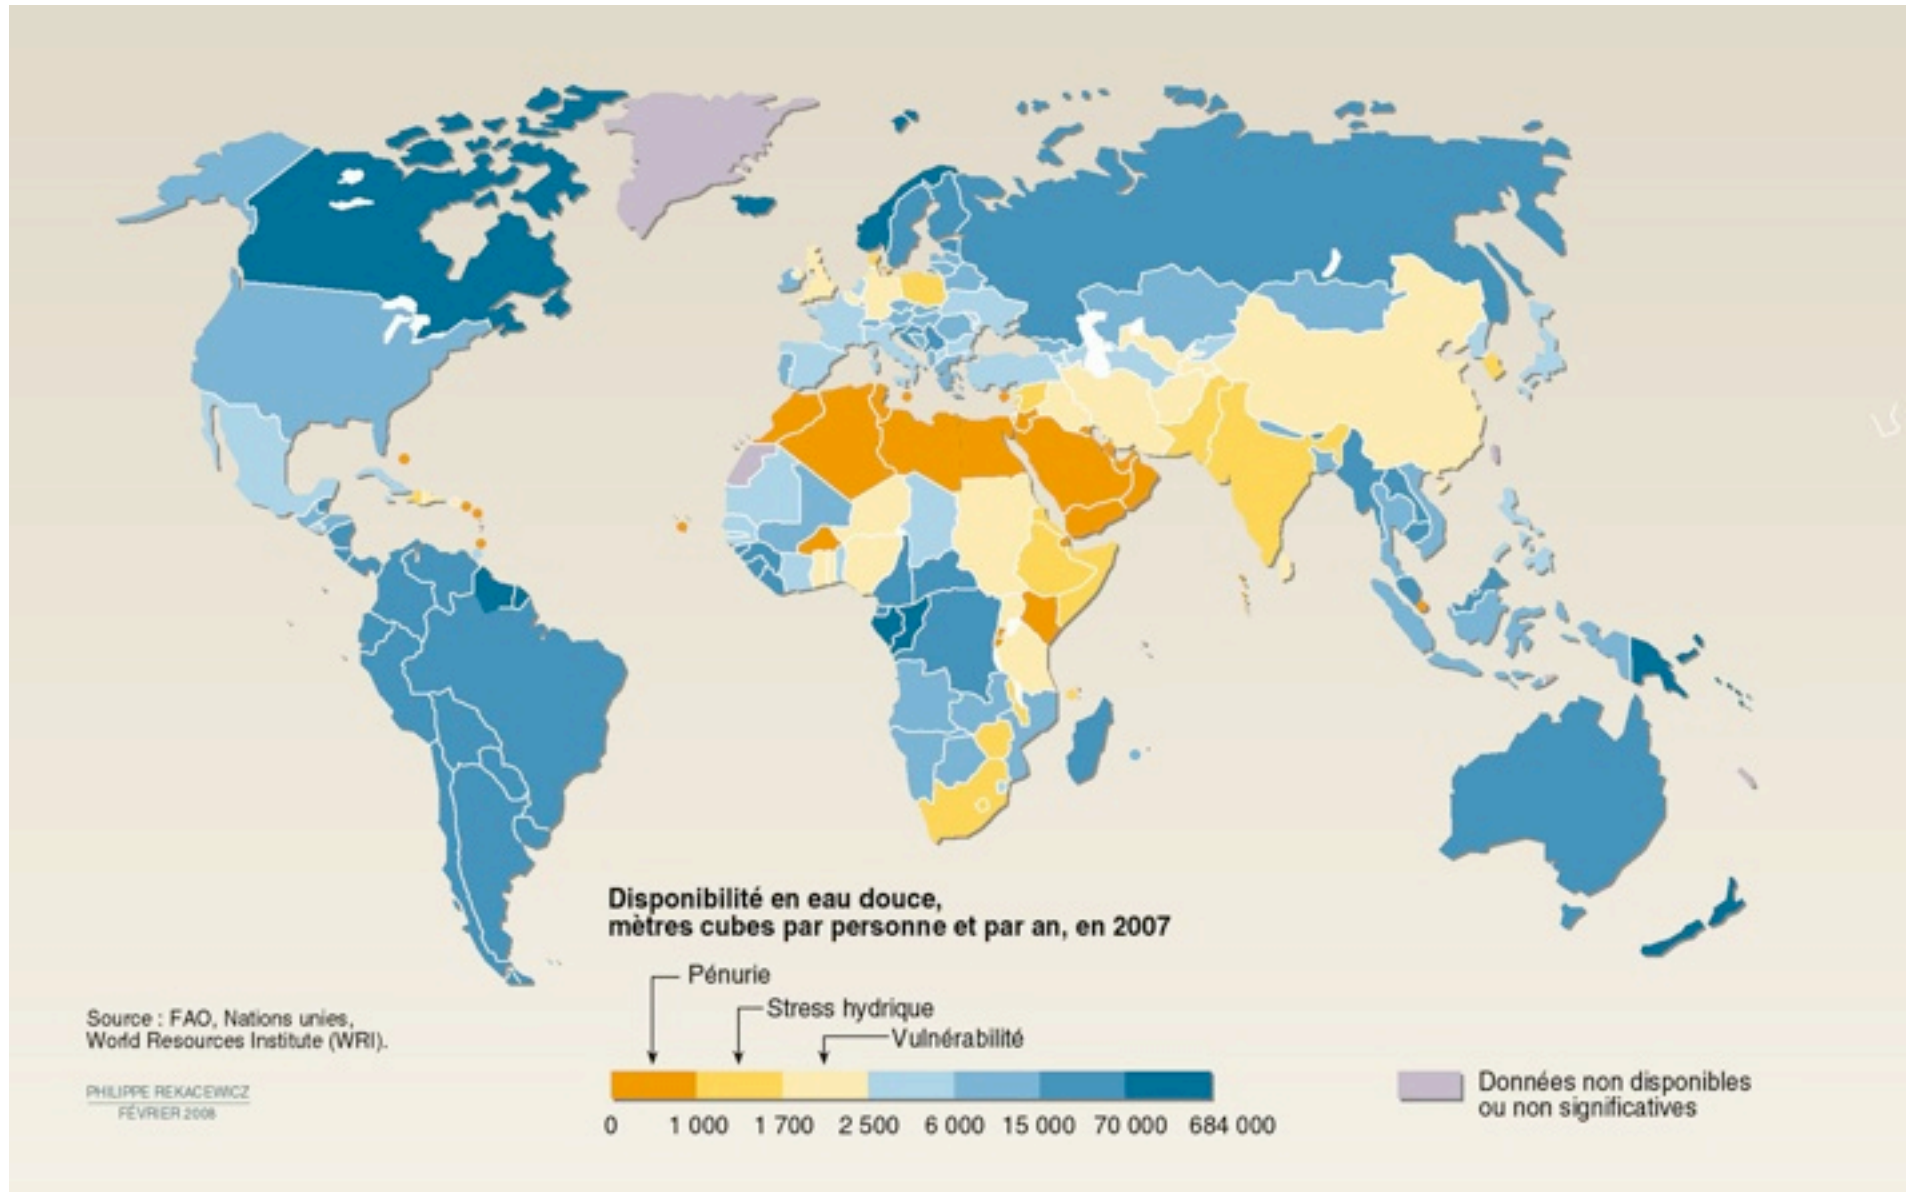 Disponibilité en eau douce,
mètres cubes par personne et par an, en 2007
Pénurie
Stress hydrique
Vulnérabilité
0 1 000 1 700 2 500 6 000 15 000 70 000 684 000
Source : FAO, Nations unies,
World Resources Institute (WRI).
PHILIPPE REKACEWICZ
FÉVRIER 2008
Données non disponibles
ou non significatives